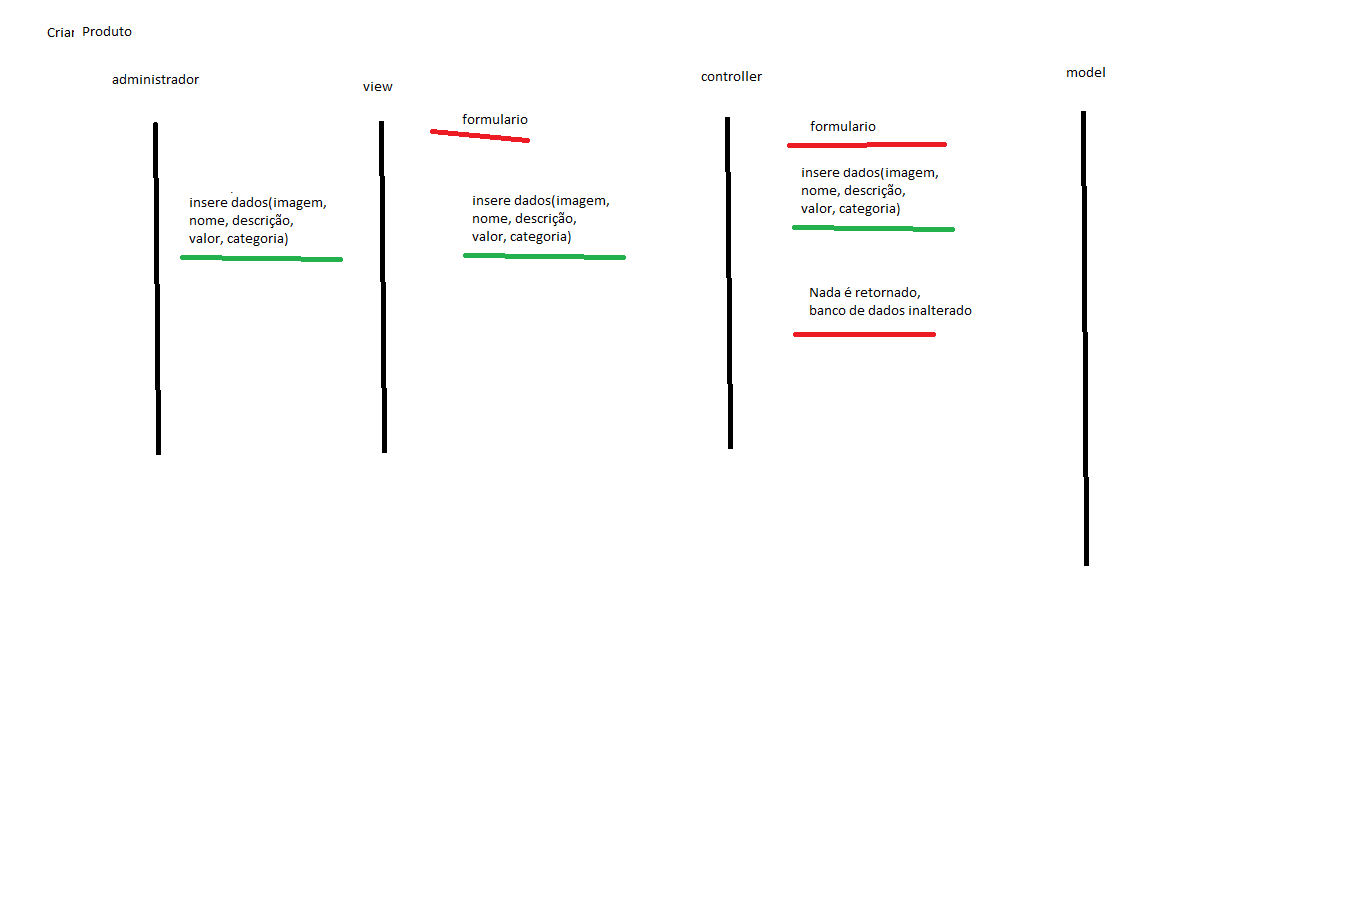 Criar Produto
administrador
view
controller
model
formulario
formulario
insere dados(imagem,
nome, descrição,
valor, categoria)
insere dados(imagem,
nome, descrição,
valor, categoria)
insere dados(imagem,
nome, descrição,
valor, categoria)
Nada é retornado,
banco de dados inalterado